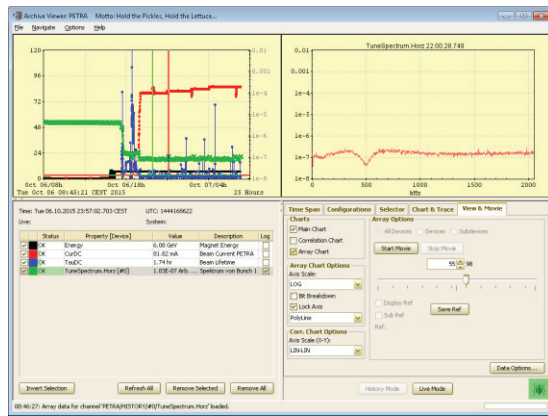 Archive Viewer: PETRA Motto: Hold the Pickles, Hold the Lettuce...
File Navigate Options Help
120
96
72
48
24
0
0.01
0.001
1e-4
1e-5
1e-6
1e-7
1e-8
Oct 06/08h Oct 06/18h Oct 07/04h
Tue Oct 06 08:45:21 CEST 2015 25 Hours
TuneSpectrum.Horz 22:00:28.748
0.01
0.001
1e-4
1e-5
1e-6
1e-7
1e-8
0 500 1000 1500 2000
kHz
Time: Tue 06.10.2015 23:57:02.703 CEST UTC: 1444168622
Live: System:
Status Property [Device] Value Description Log
OK Energy 6.00 GeV Magnet Energy
OK CurDC 81.82 mA Beam Current PETRA
OK TauDC 1.74 hr Beam Lifetime
OK TuneSpectrum.Horz [#0] 1.03E-07 Arb. ... Spektrum von Bunch 1
Invert Selection Refresh All Remove Selected Remove All
Time Span Configurations Selector Chart & Trace View & Movie
Charts
Main Chart
Correlation Chart
Array Chart
Array Chart Options
Axis Scale:
LOG
Bit Breakdown
Lock Axis
PolyLine
Corr. Chart Options
Axis Scale (X-Y):
LIN-LIN
Array Options
All Devices Devices Subdevices
Start Movie Stop Movie
55 98
Display Ref
Sub Ref
Save Ref
Ref:
Data Options...
History Mode Live Mode
08:46:27: Array data for channel 'PETRA/HISTORY/#0/TuneSpectrum.Horz' loaded.